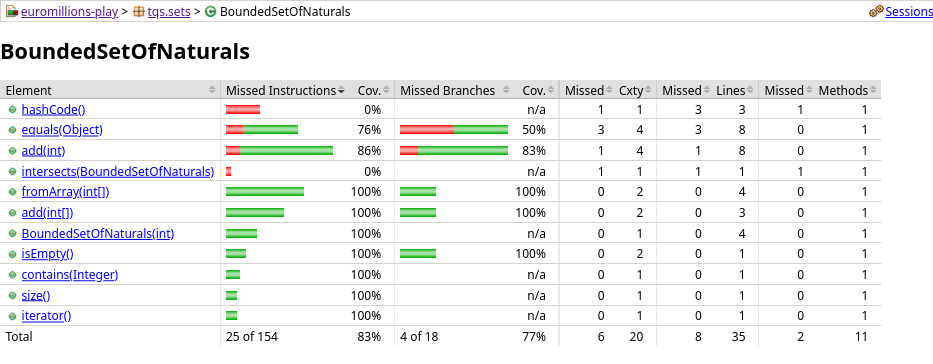 euromillions-play > tqs.sets > BoundedSetOfNaturals Sessions
BoundedSetOfNaturals
Element Missed Instructions Cov. Missed Branches Cov. Missed Cxty Missed Lines Missed Methods
hashCode() 0% n/a 1 1 3 3 1 1
equals(Object) 76% 50% 3 4 3 8 0 1
add(int) 86% 83% 1 4 1 8 0 1
intersects(BoundedSetOfNaturals) 0% n/a 1 1 1 1 1 1
fromArray(int[]) 100% 100% 0 2 0 4 0 1
add(int[]) 100% 100% 0 2 0 3 0 1
BoundedSetOfNaturals(int) 100% n/a 0 1 0 4 0 1
isEmpty() 100% 100% 0 2 0 1 0 1
contains(Integer) 100% n/a 0 1 0 1 0 1
size() 100% n/a 0 1 0 1 0 1
iterator() 100% n/a 0 1 0 1 0 1
Total 25 of 154 83% 4 of 18 77% 6 20 8 35 2 11